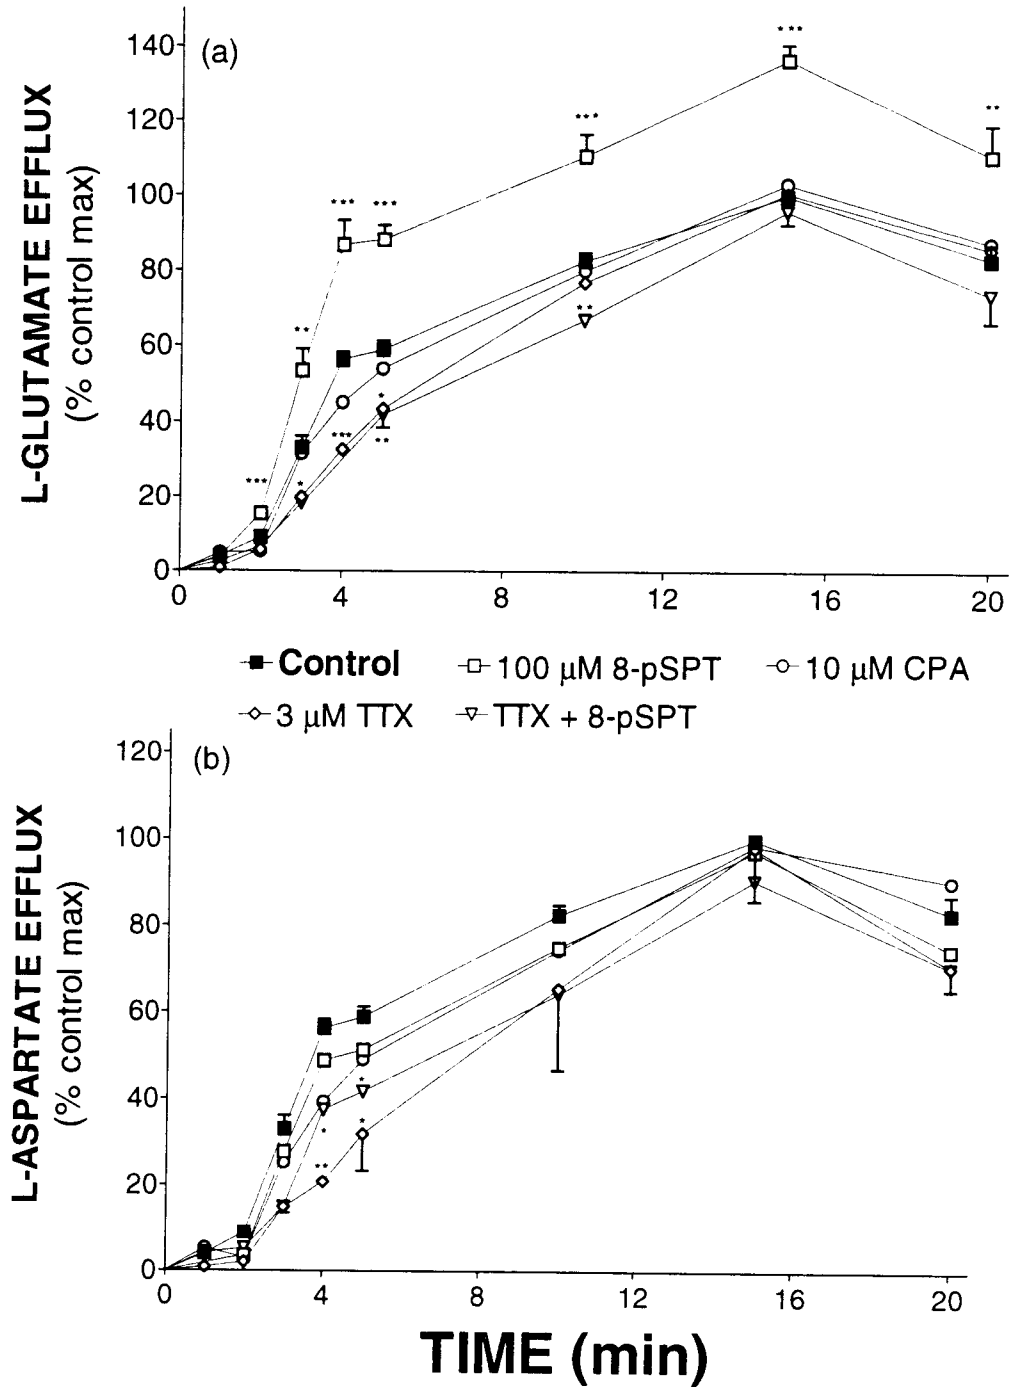 (a)
L-GLUTAMATE EFFLUX
(% control max)
140
120
100
80
60
40
20
0
0 4 8 12 16 20
*** ** *** *** *** *** **
* *** * ** **
Control 100 µM 8-pSPT 10 µM CPA
3 µM TTX TTX + 8-pSPT
(b)
L-ASPARTATE EFFLUX
(% control max)
120
100
80
60
40
20
0
** * * *
0 4 8 12 16 20
TIME (min)